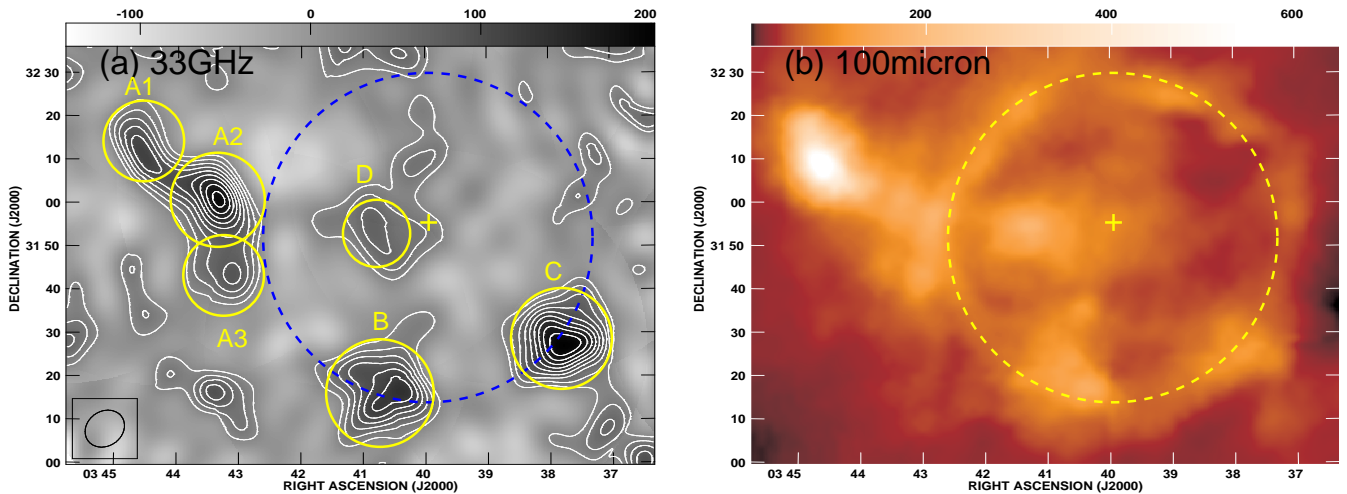 -100 0 100 200
(a) 33GHz
A1
A2
D
C
B
A3
DECLINATION (J2000)
32 30
20
10
00
31 50
40
30
20
10
00
03 45 44 43 42 41 40 39 38 37
RIGHT ASCENSION (J2000)
200 400 600
(b) 100micron
DECLINATION (J2000)
32 30
20
10
00
31 50
40
30
20
10
00
03 45 44 43 42 41 40 39 38 37
RIGHT ASCENSION (J2000)